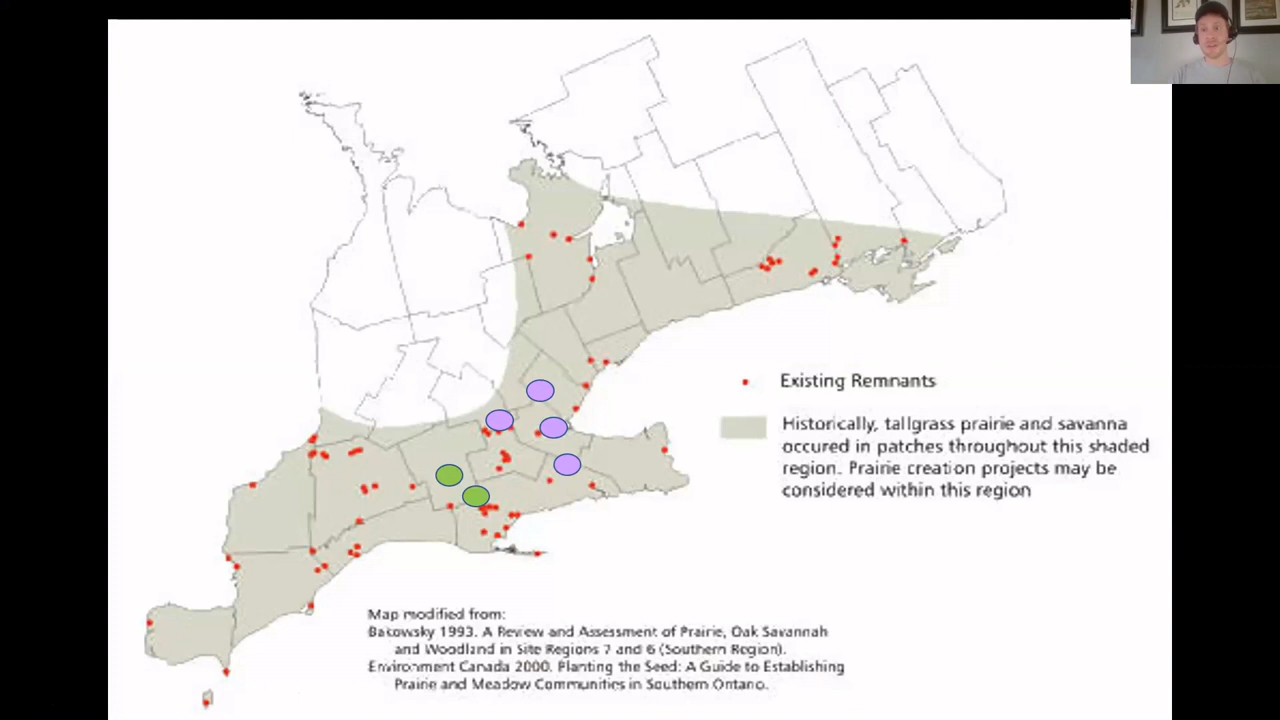 Existing Remnants
Historically, tallgrass prairie and savanna
occured in patches throughout this shaded
region. Prairie creation projects may be
considered within this region
Map modified from:
Bakowsky 1993. A Review and Assessment of Prairie, Oak Savannah
and Woodland in Site Regions 7 and 6 (Southern Region).
Environment Canada 2000. Planting the Seed: A Guide to Establishing
Prairie and Meadow Communities in Southern Ontario.